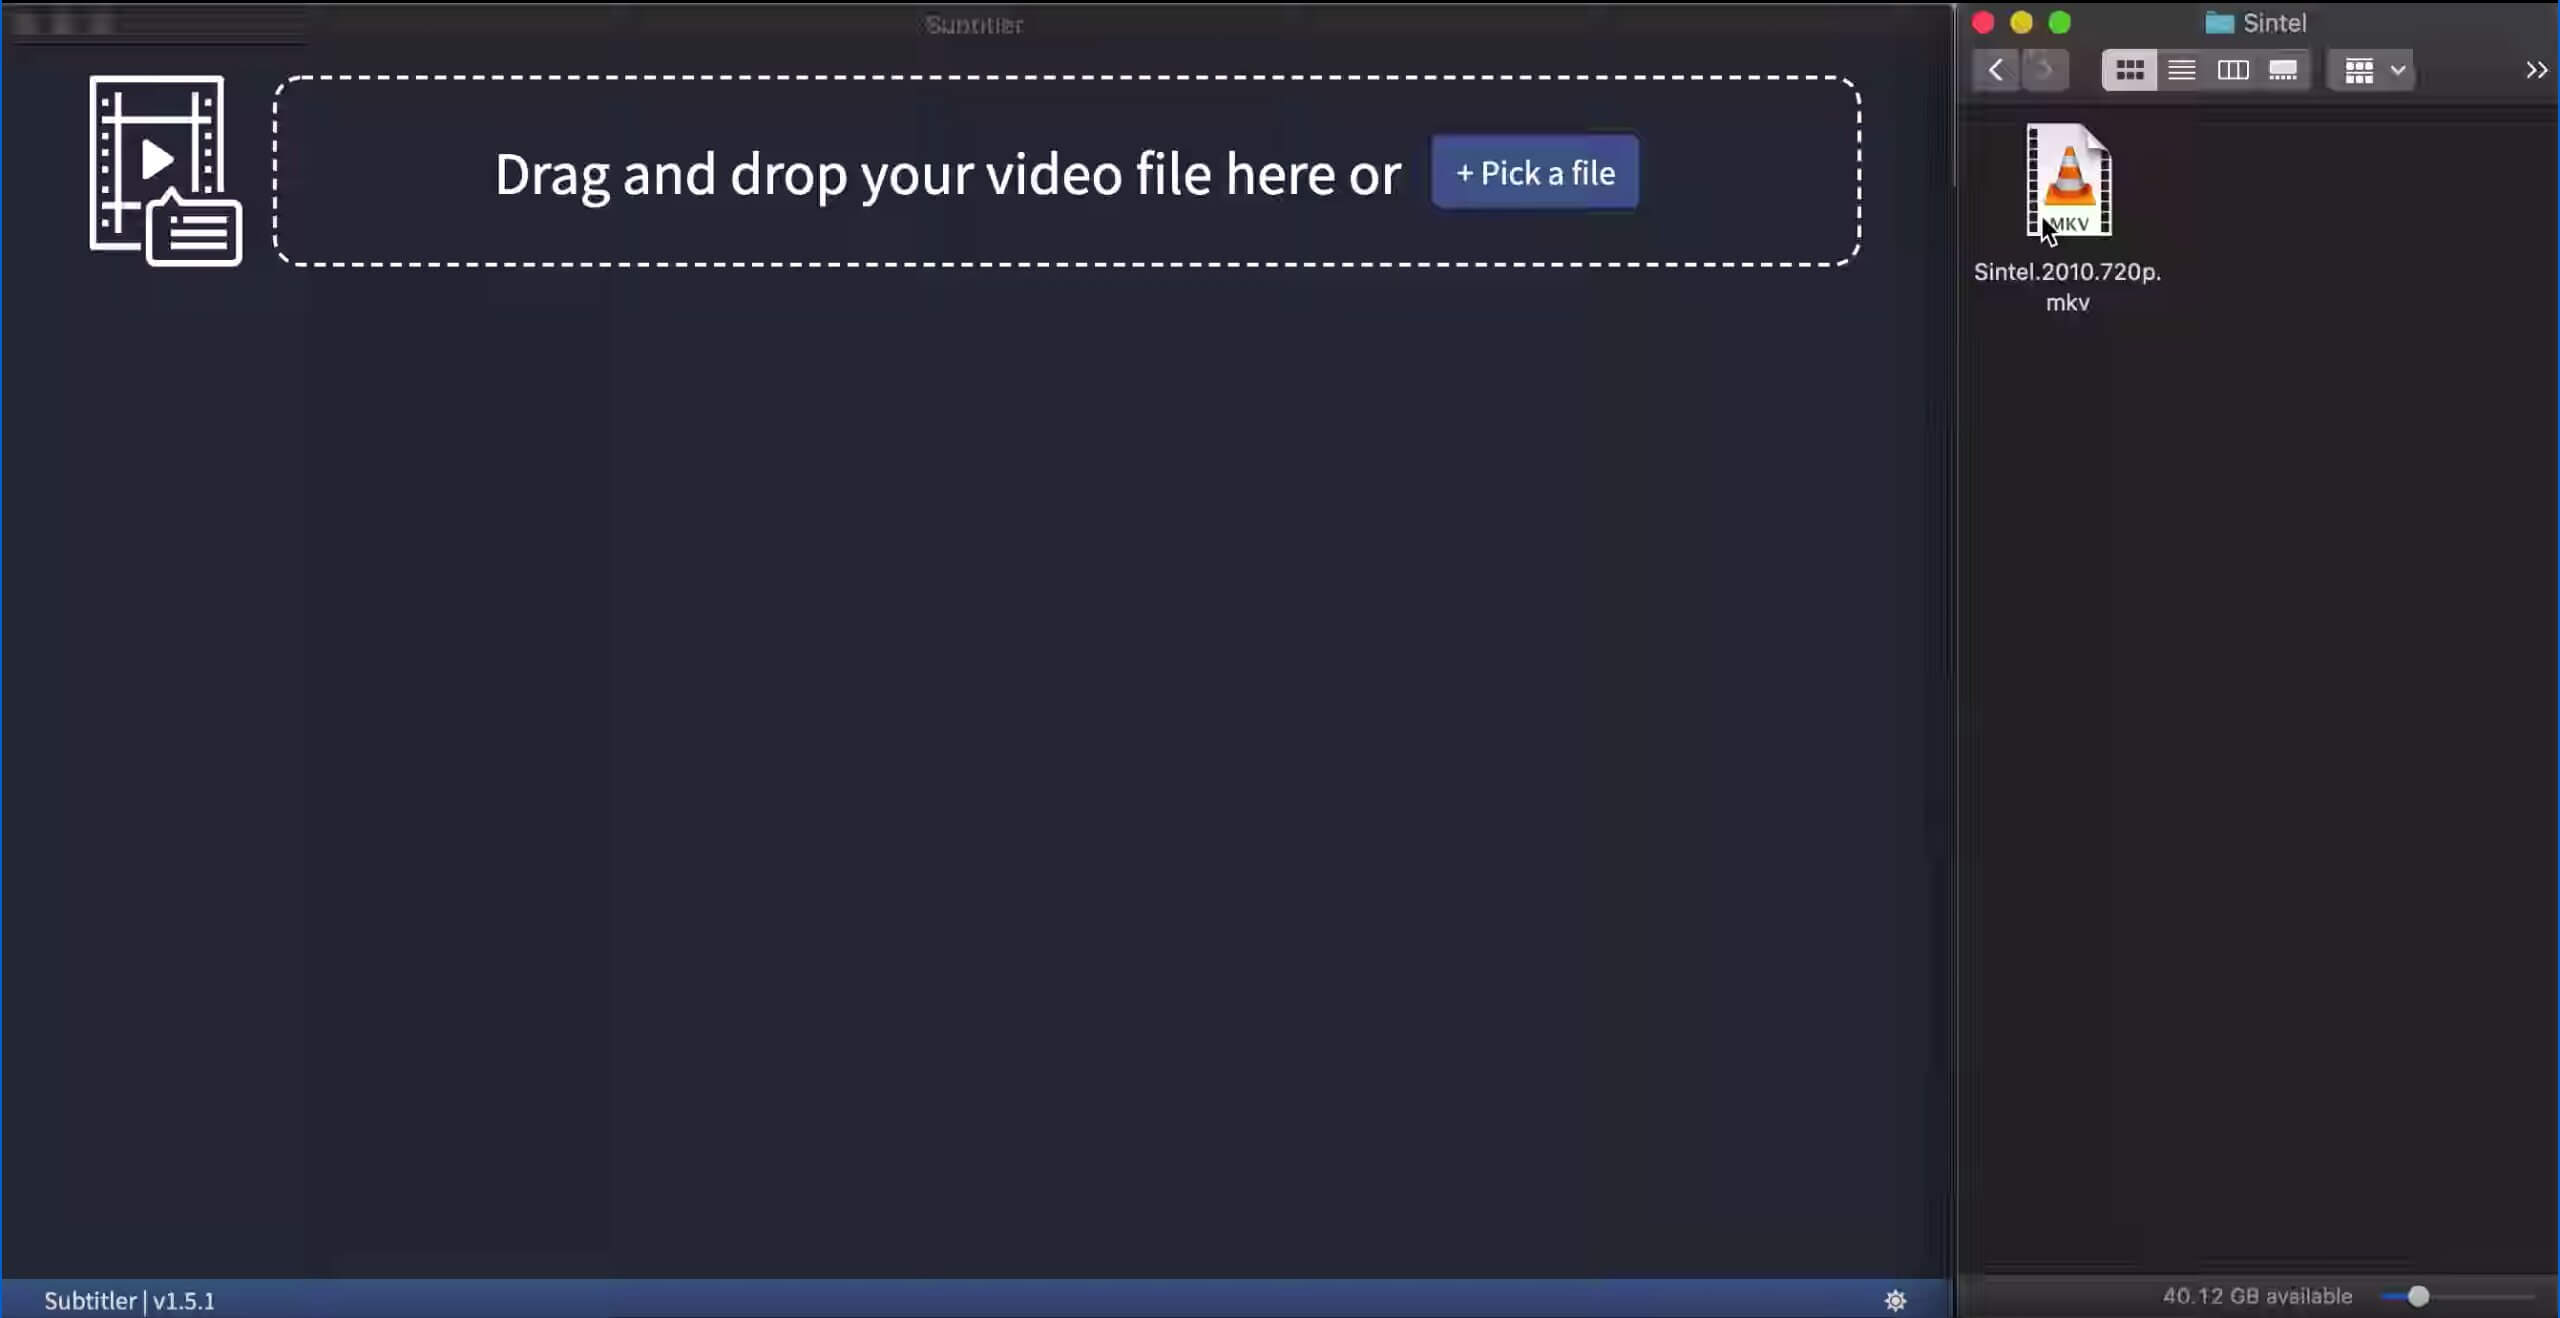 Subtitler
Drag and drop your video file here or
+ Pick a file
Subtitler | v1.5.1
Sintel
MKV
Sintel.2010.720p.
mkv
40.12 GB available